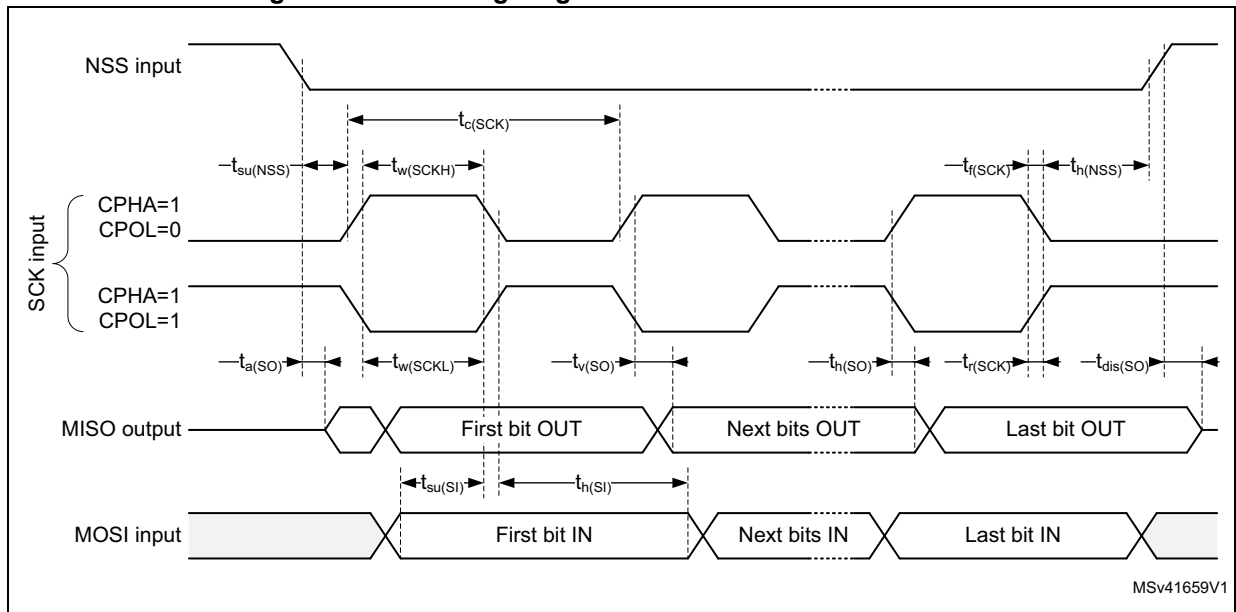 NSS input
tc(SCK)
tsu(NSS)
tw(SCKH)
tf(SCK)
th(NSS)
SCK input
CPHA=1
CPOL=0
CPHA=1
CPOL=1
ta(SO)
tw(SCKL)
tv(SO)
th(SO)
tr(SCK)
tdis(SO)
MISO output
First bit OUT
Next bits OUT
Last bit OUT
tsu(SI)
th(SI)
MOSI input
First bit IN
Next bits IN
Last bit IN
MSv41659V1